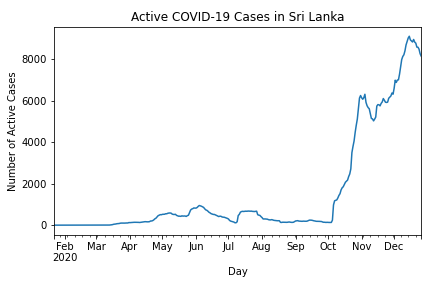 Active COVID-19 Cases in Sri Lanka
Number of Active Cases
8000
6000
4000
2000
0
Feb Mar Apr May Jun Jul Aug Sep Oct Nov Dec
2020
Day